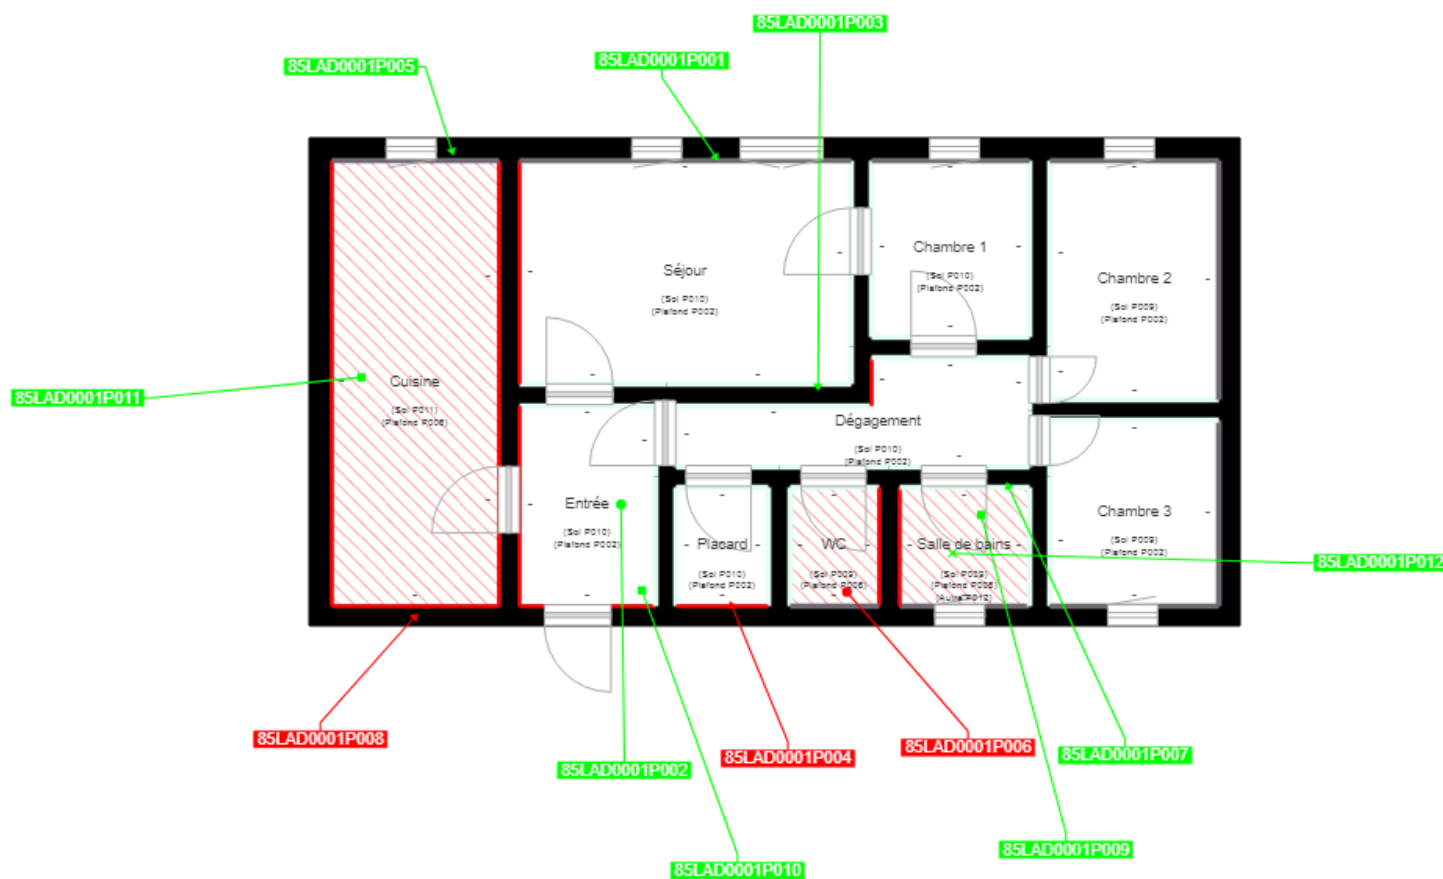 85LAD0001P003
85LAD0001P005
85LAD0001P001
Séjour
(Sol P010)
(Plafond P002)
Chambre 1
(Sol P010)
(Plafond P002)
Chambre 2
(Sol P009)
(Plafond P002)
85LAD0001P011
Cuisine
(Sol P011)
(Plafond P006)
Dégagement
(Sol P010)
(Plafond P002)
Entrée
(Sol P010)
(Plafond P002)
Placard
(Sol P010)
(Plafond P002)
WC
(Sol P009)
(Plafond P006)
Salle de bains
(Sol P009)
(Plafond P006)
(Autre P012)
Chambre 3
(Sol P009)
(Plafond P002)
85LAD0001P012
85LAD0001P008
85LAD0001P002
85LAD0001P004
85LAD0001P006
85LAD0001P007
85LAD0001P009
85LAD0001P010